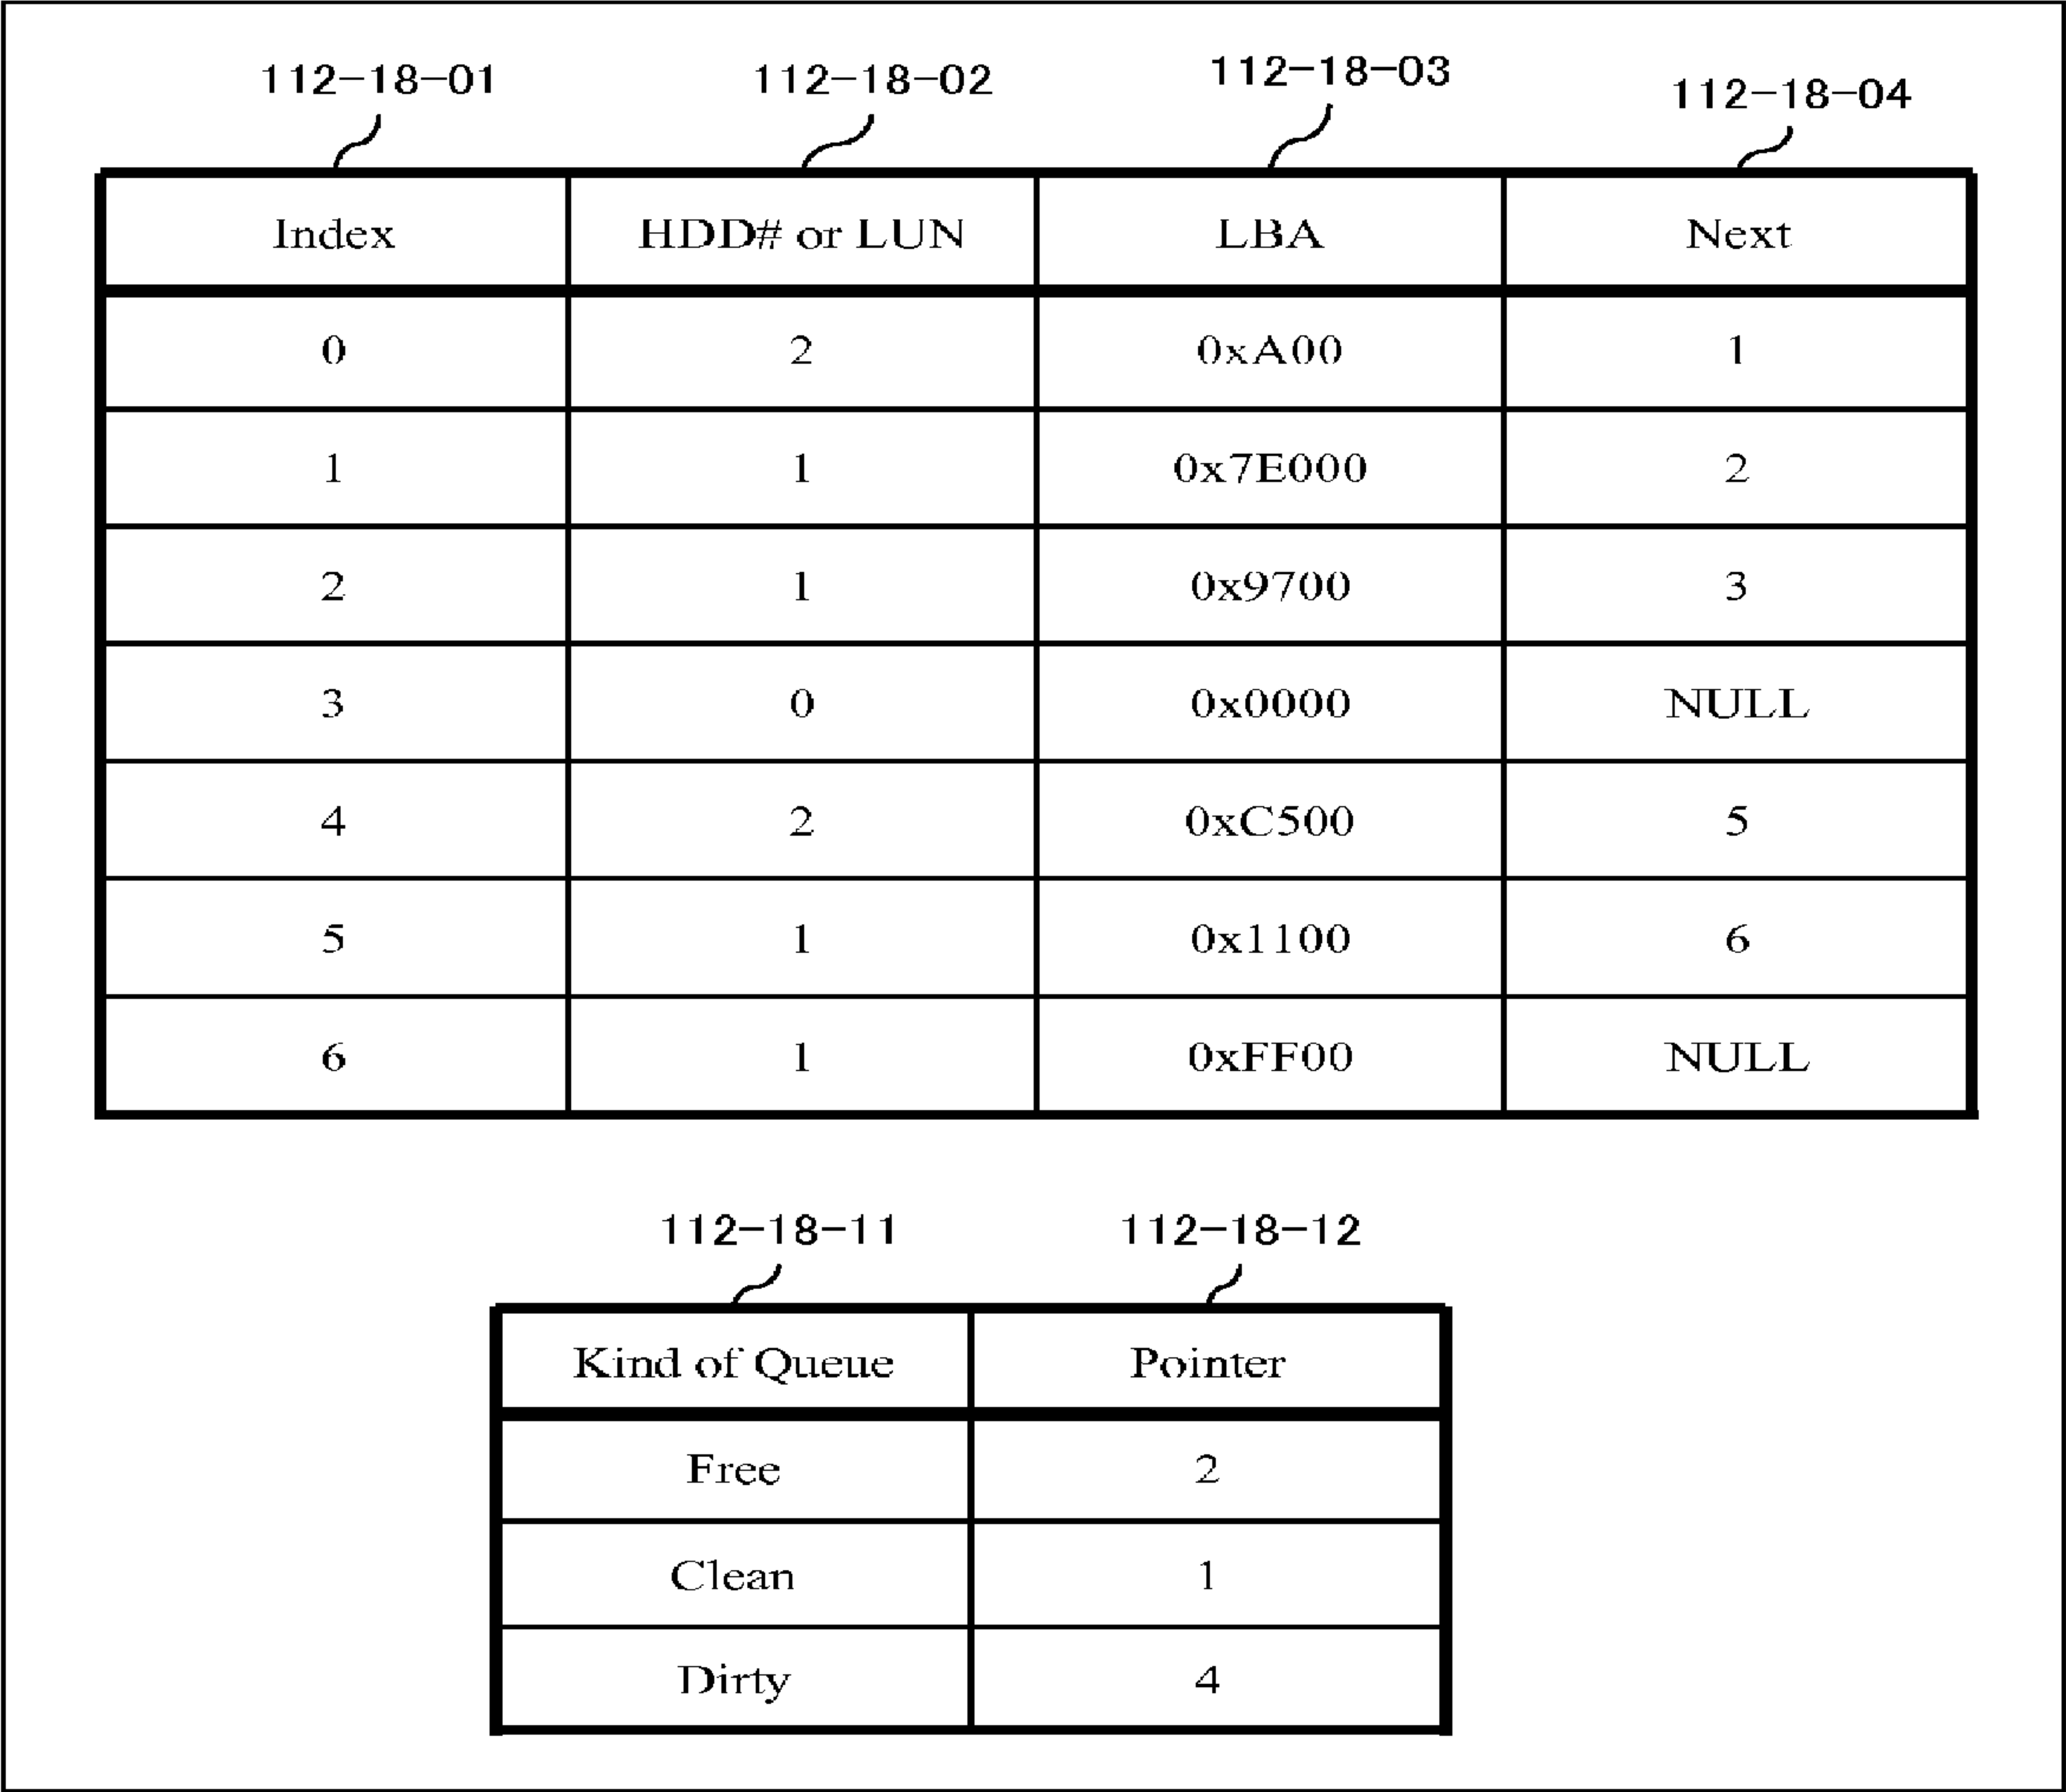 112-18-01 112-18-02 112-18-03 112-18-04
Index HDD# or LUN LBA Next
0 2 0xA00 1
1 1 0x7E000 2
2 1 0x9700 3
3 0 0x0000 NULL
4 2 0xC500 5
5 1 0x1100 6
6 1 0xFF00 NULL
112-18-11 112-18-12
Kind of Queue Pointer
Free 2
Clean 1
Dirty 4